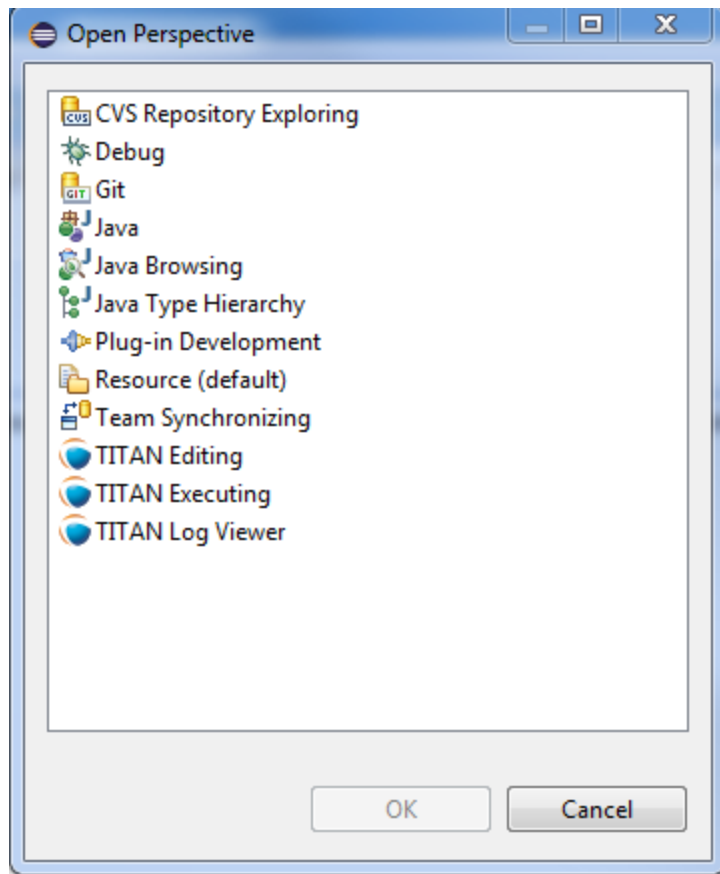 Open Perspective
CVS Repository Exploring
Debug
GIT Git
Java
Java Browsing
Java Type Hierarchy
Plug-in Development
Resource (default)
Team Synchronizing
TITAN Editing
TITAN Executing
TITAN Log Viewer
OK Cancel